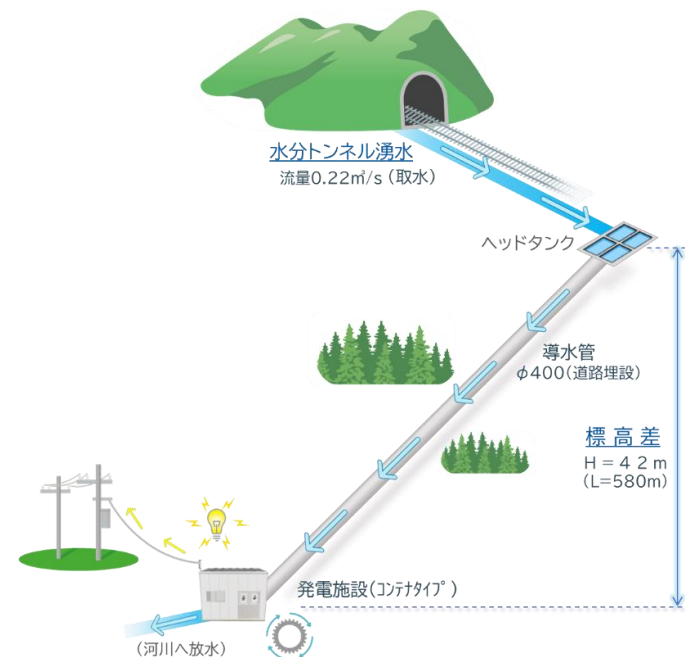 水分トンネル湧水
流量0.22㎥/s (取水)
ヘッドタンク
導水管
φ400(道路埋設)
標高差
H=42m
(L=580m)
発電施設(コンテナタイプ)
(河川へ放水)